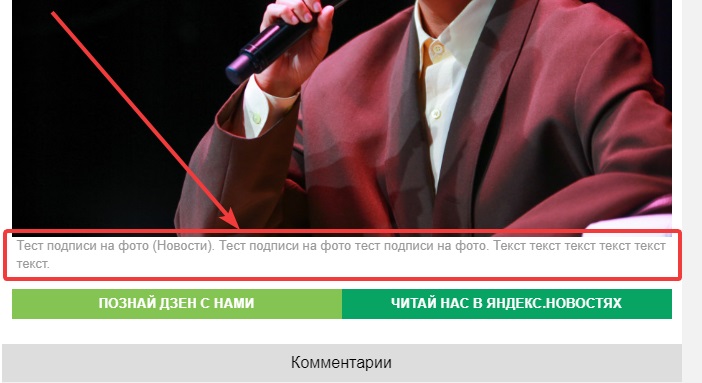 Тест подписи на фото (Новости). Тест подписи на фото тест подписи на фото. Текст текст текст текст текст
текст.
ПОЗНАЙ ДЗЕН С НАМИ
ЧИТАЙ НАС В ЯНДЕКС.НОВОСТЯХ
Комментарии